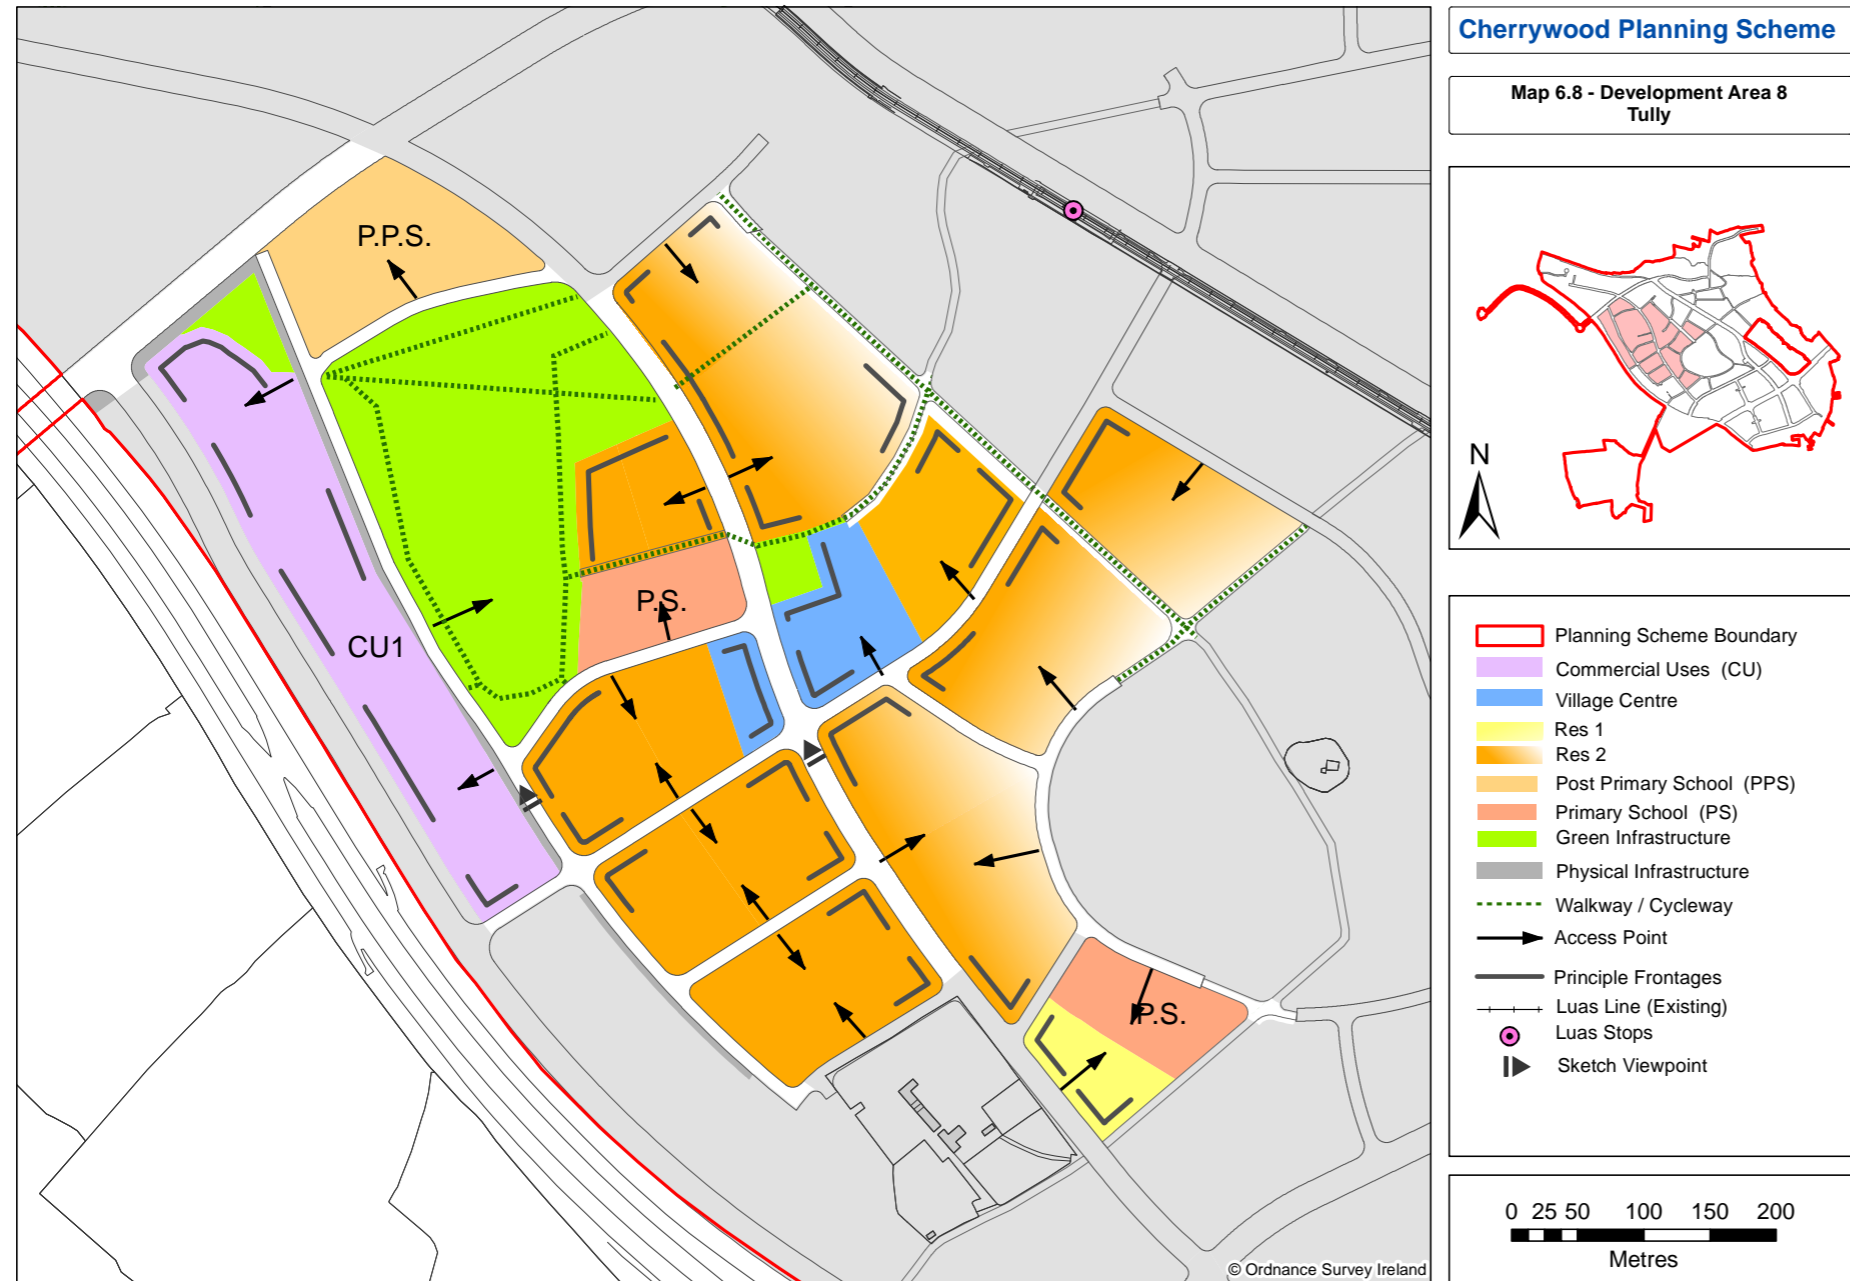 Cherrywood Planning Scheme
Map 6.8 - Development Area 8
Tully
P.P.S.
CU1
P.S.
P.S.
© Ordnance Survey Ireland
N
Planning Scheme Boundary
Commercial Uses (CU)
Village Centre
Res 1
Res 2
Post Primary School (PPS)
Primary School (PS)
Green Infrastructure
Physical Infrastructure
Walkway / Cycleway
Access Point
Principle Frontages
Luas Line (Existing)
Luas Stops
Sketch Viewpoint
0 25 50 100 150 200
Metres